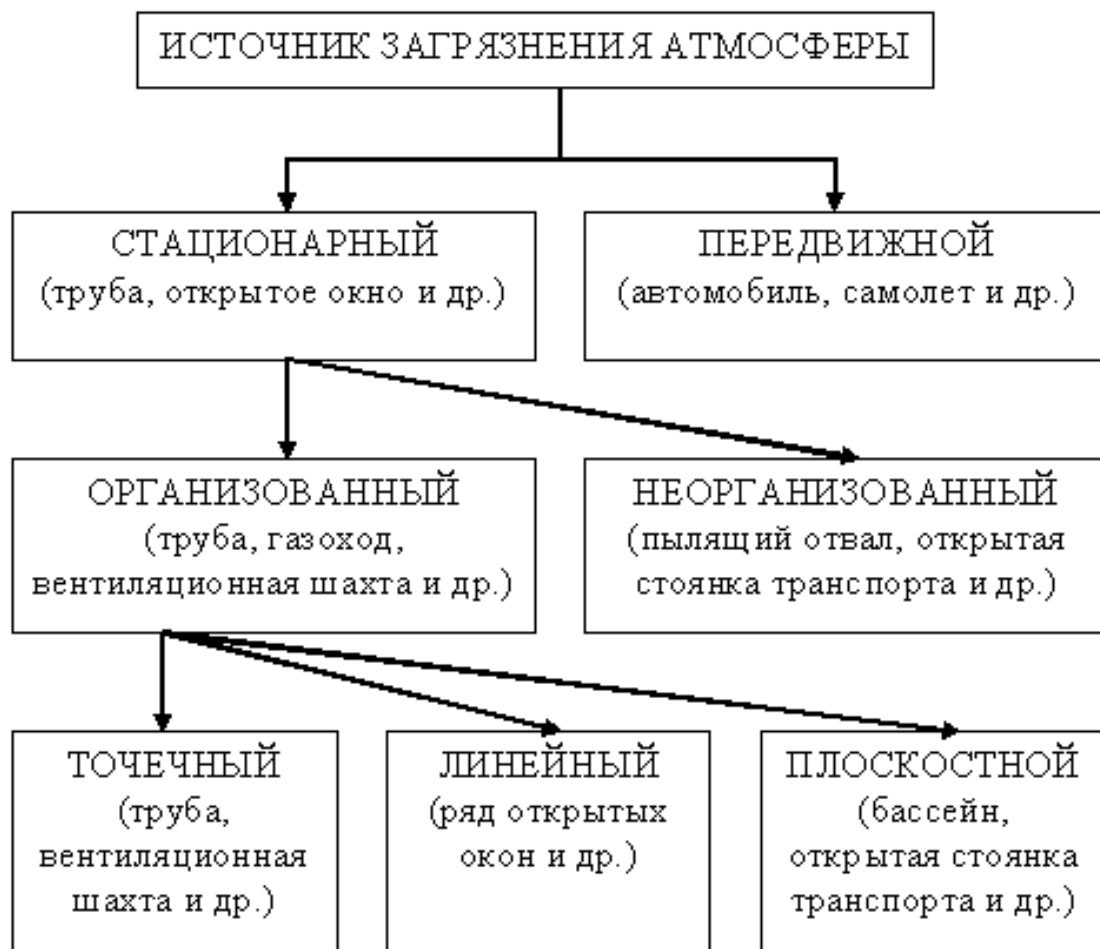 ИСТОЧНИК ЗАГРЯЗНЕНИЯ АТМОСФЕРЫ
СТАЦИОНАРНЫЙ
(труба, открытое окно и др.)
ПЕРЕДВИЖНОЙ
(автомобиль, самолет и др.)
ОРГАНИЗОВАННЫЙ
(труба, газоход,
вентиляционная шахта и др.)
НЕОРГАНИЗОВАННЫЙ
(пылящий отвал, открытая
стоянка транспорта и др.)
ТОЧЕЧНЫЙ
(труба,
вентиляционная
шахта и др.)
ЛИНЕЙНЫЙ
(ряд открытых
окон и др.)
ПЛОСКОСТНОЙ
(бассейн,
открытая стоянка
транспорта и др.)